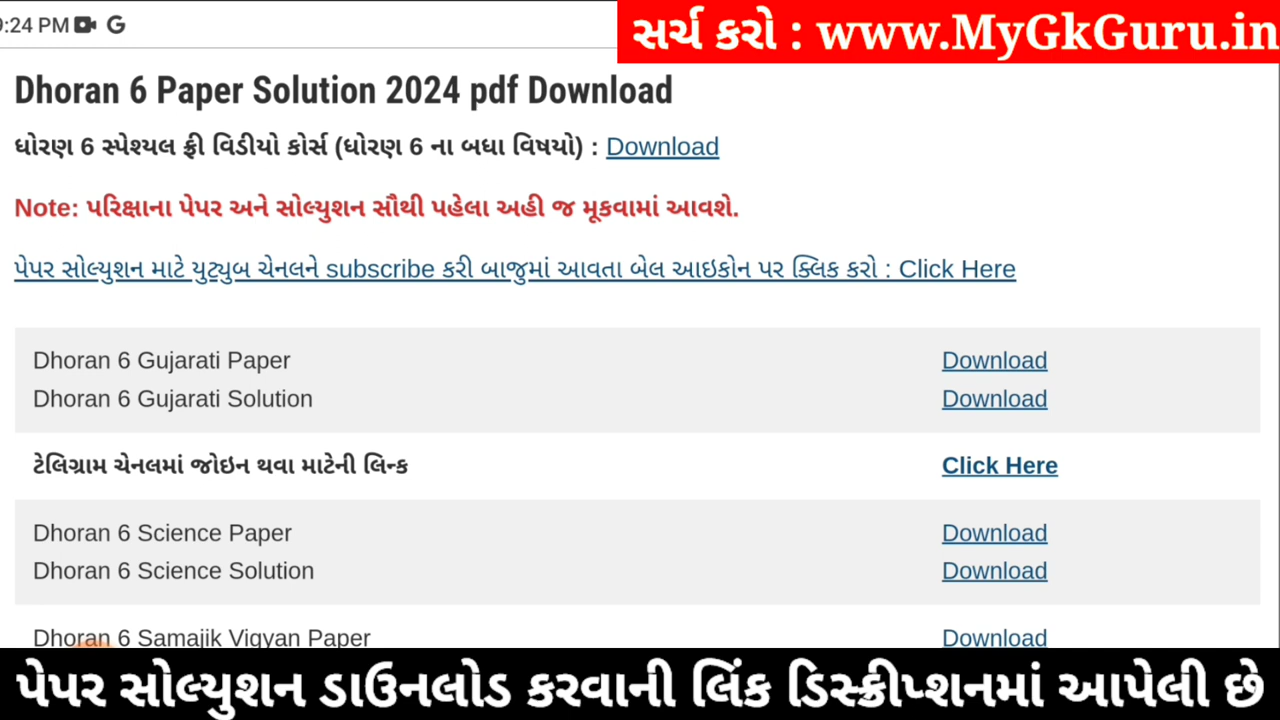 9:24 PM
સર્ચ કરો : www.MyGkGuru.in
Dhoran 6 Paper Solution 2024 pdf Download
ધોરણ 6 સ્પેશ્યલ ફ્રી વિડીયો કોર્સ (ધોરણ 6 ના બધા વિષયો) : Download
Note: પરિક્ષાના પેપર અને સોલ્યુશન સૌથી પહેલા અહી જ મૂકવામાં આવશે.
પેપર સોલ્યુશન માટે યુટ્યુબ ચેનલને subscribe કરી બાજુમાં આવતા બેલ આઇકોન પર ક્લિક કરો : Click Here
Dhoran 6 Gujarati Paper Download
Dhoran 6 Gujarati Solution Download
ટેલિગ્રામ ચેનલમાં જોઇન થવા માટેની લિન્ક Click Here
Dhoran 6 Science Paper Download
Dhoran 6 Science Solution Download
Dhoran 6 Samajik Vigyan Paper Download
પેપર સોલ્યુશન ડાઉનલોડ કરવાની લિંક ડિસ્ક્રીપ્શનમાં આપેલી છે